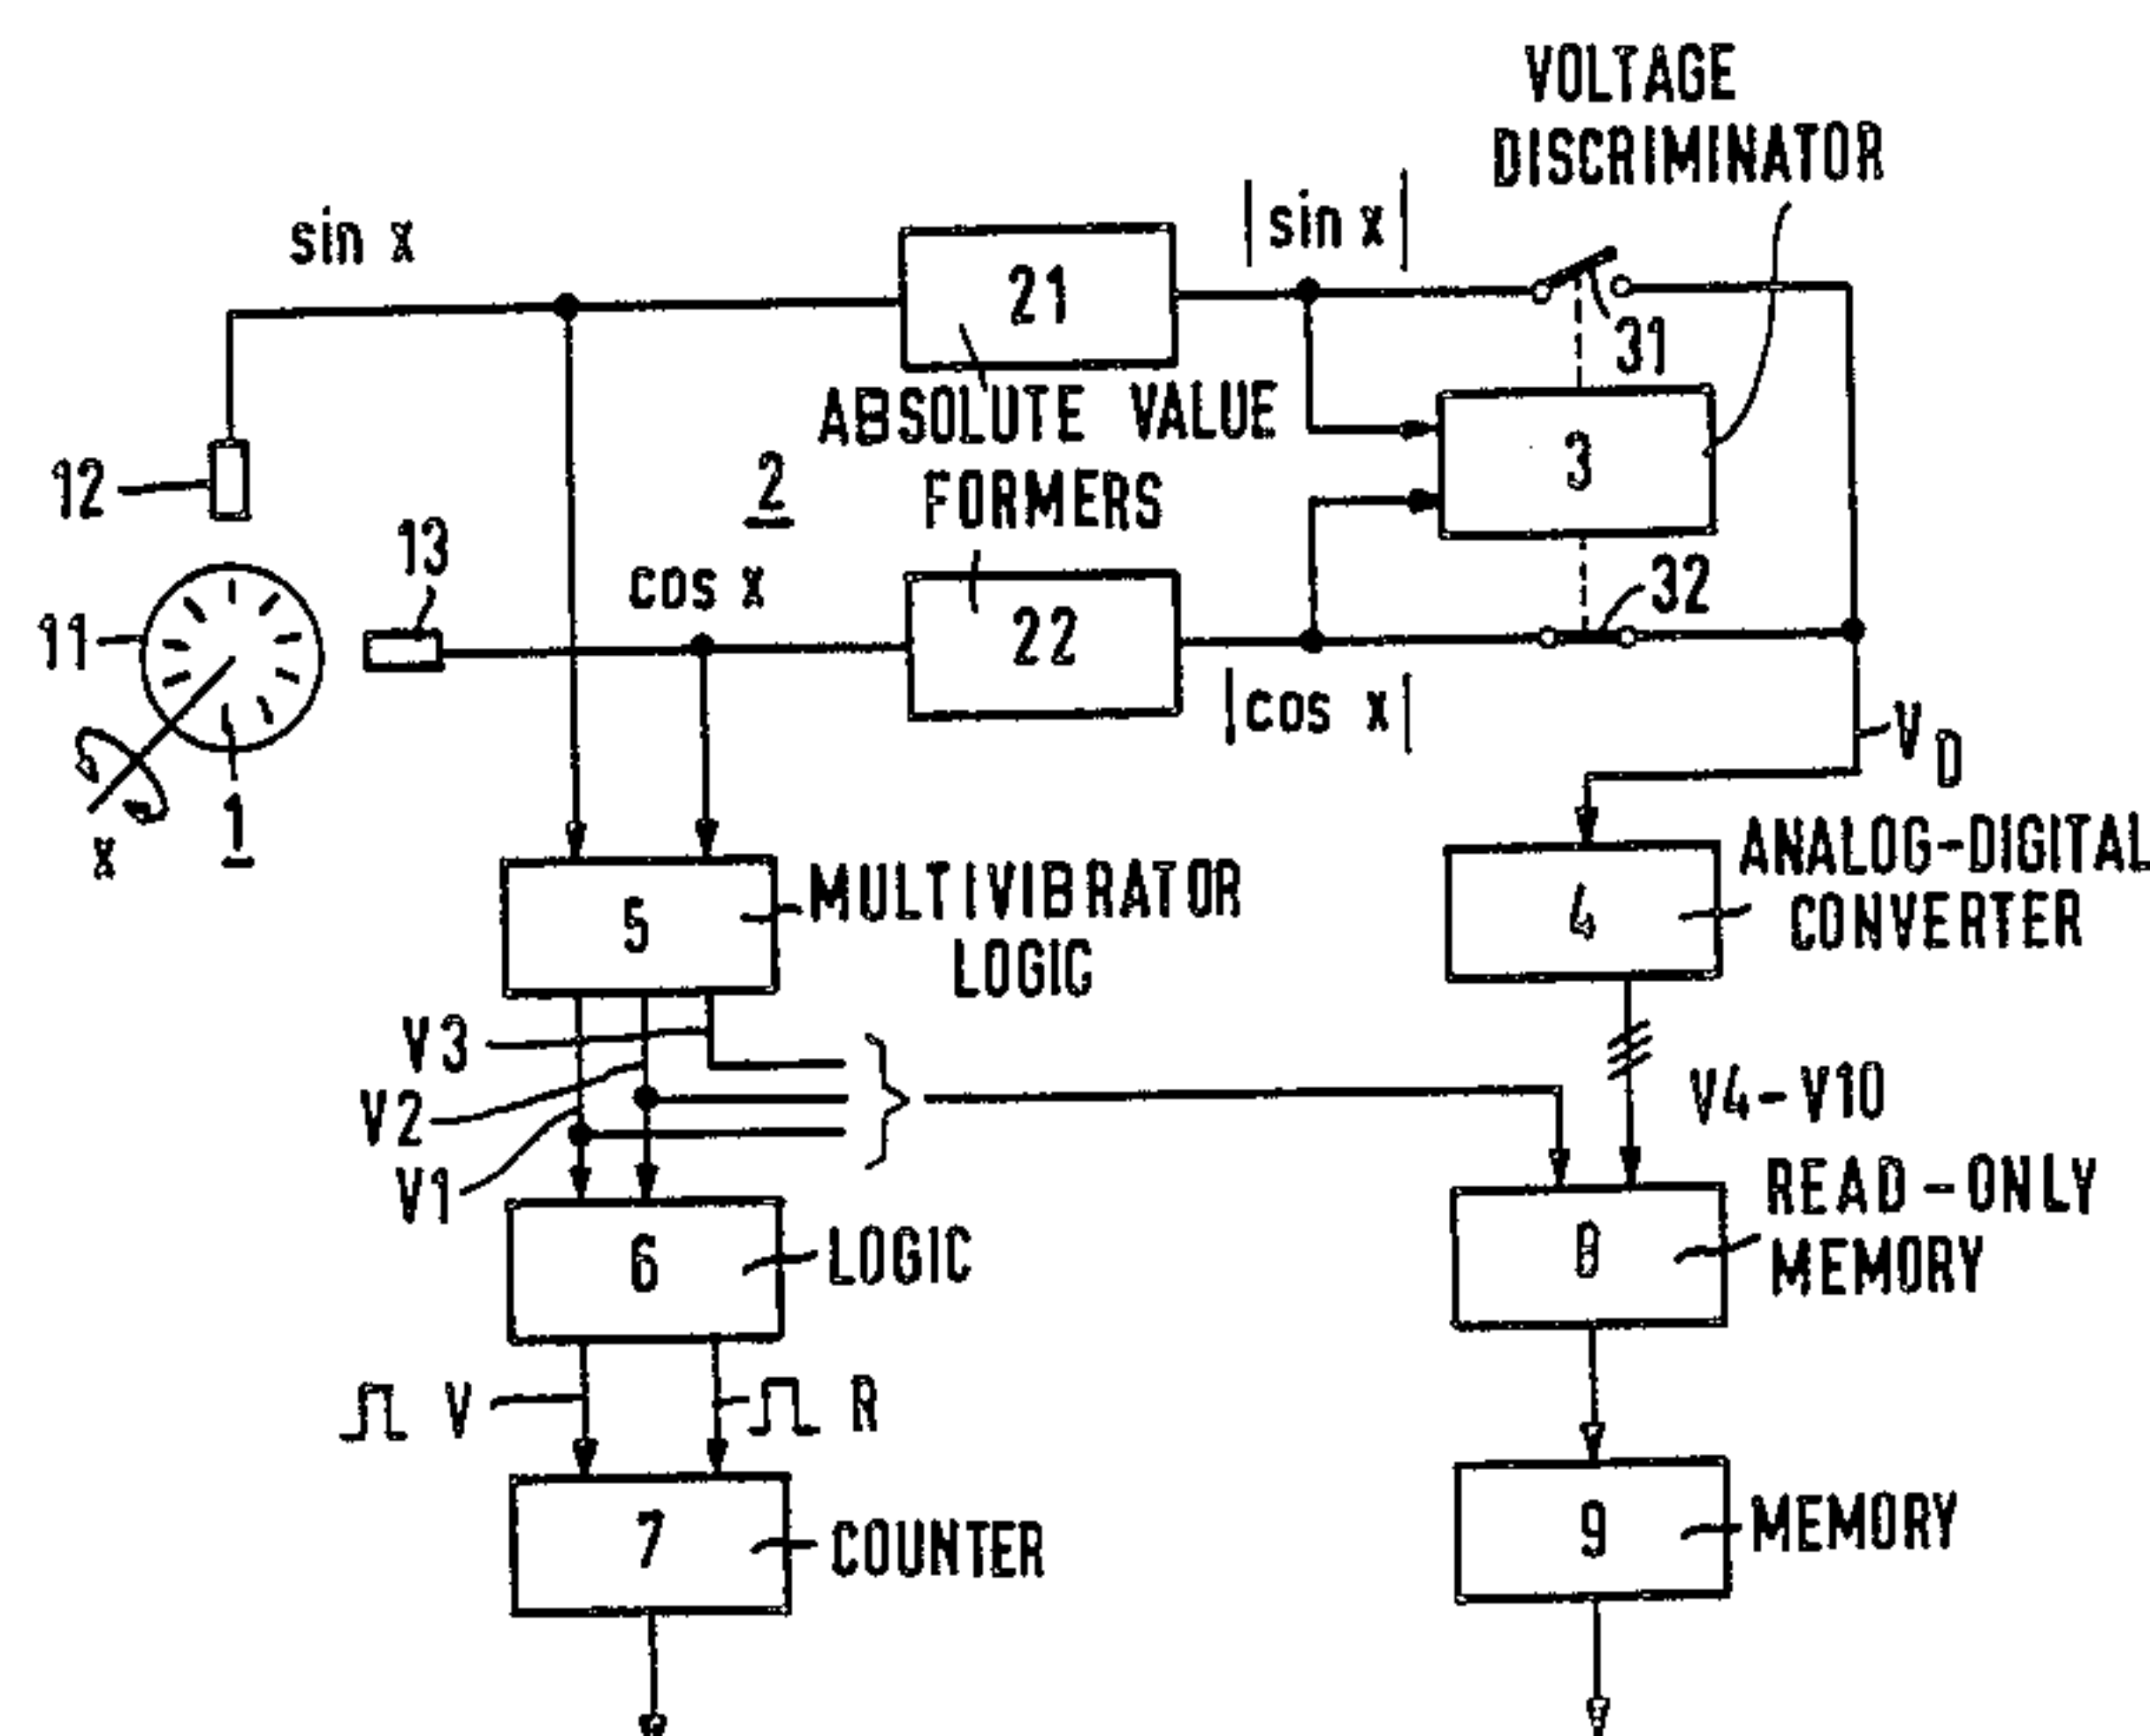 VOLTAGE
DISCRIMINATOR
sin x
|sin x|
21
31
ABSOLUTE VALUE
FORMERS
3
12
2
13
cos x
32
11
22
|cos x|
VD
x
1
MULTIVIBRATOR
LOGIC
5
ANALOG-DIGITAL
CONVERTER
4
V3
V2
V1
V4-V10
READ-ONLY
MEMORY
8
6
LOGIC
V
R
7
COUNTER
9
MEMORY